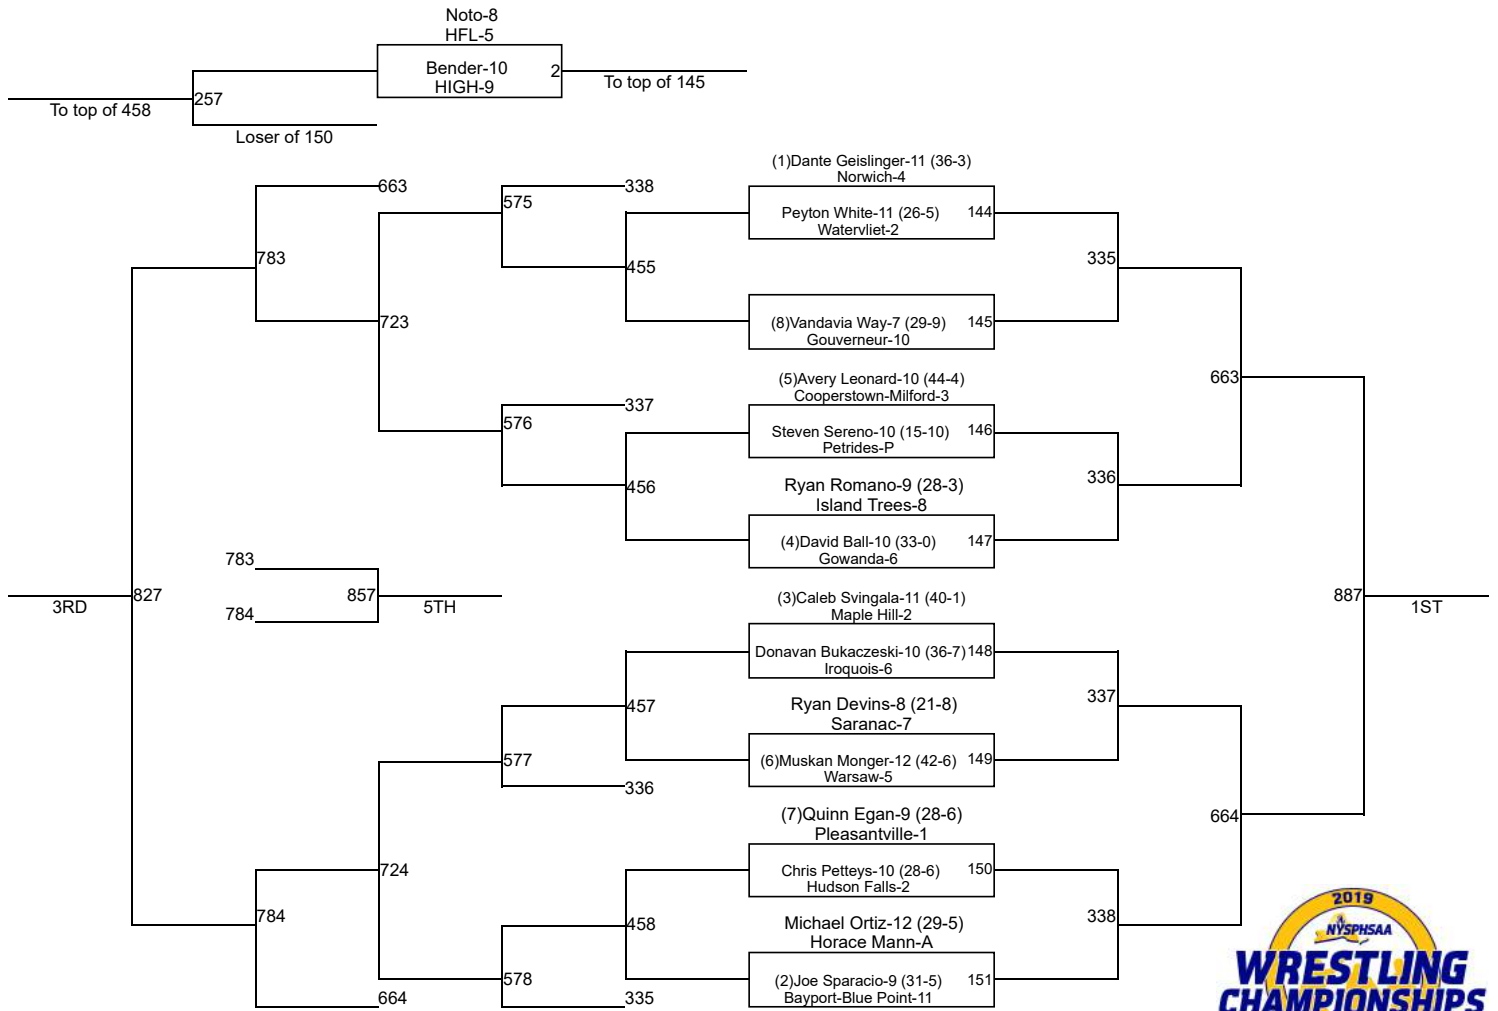 Noto-8
HFL-5
Bender-10
HIGH-9
2
To top of 145
257
To top of 458
Loser of 150
(1)Dante Geislinger-11 (36-3)
Norwich-4
663
338
575
Peyton White-11 (26-5)
144
Watervliet-2
783
455
335
723
(8)Vandavia Way-7 (29-9)
145
Gouverneur-10
(5)Avery Leonard-10 (44-4)
663
Cooperstown-Milford-3
337
576
Steven Sereno-10 (15-10)
146
Petrides-P
336
456
Ryan Romano-9 (28-3)
Island Trees-8
(4)David Ball-10 (33-0)
147
Gowanda-6
783
827
3RD
857
5TH
784
(3)Caleb Svingala-11 (40-1)
Maple Hill-2
887
1ST
Donavan Bukaczeski-10 (36-7)
148
Iroquois-6
337
457
Ryan Devins-8 (21-8)
Saranac-7
577
(6)Muskan Monger-12 (42-6)
149
Warsaw-5
336
(7)Quinn Egan-9 (28-6)
664
Pleasantville-1
724
Chris Petteys-10 (28-6)
150
Hudson Falls-2
784
458
338
Michael Ortiz-12 (29-5)
Horace Mann-A
578
(2)Joe Sparacio-9 (31-5)
151
Bayport-Blue Point-11
664
335
2019
NYSPHSAA
WRESTLING
CHAMPIONSHIPS